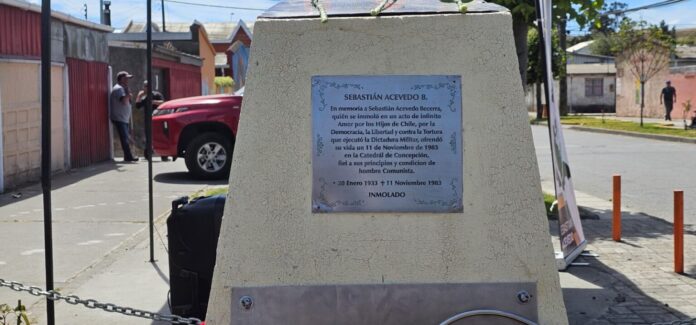 SEBASTIÁN ACEVEDO B.
En memoria a Sebastián Acevedo Becerra,
quién se inmoló en un acto de infinito
Amor por los Hijos de Chile, por la
Democracia, la Libertad y contra la Tortura
que ejecutó la Dictadura Militar, ofrendó
su vida un 11 de Noviembre de 1983
en la Catedral de Concepción,
fiel a sus principios y condición de
hombre Comunista.
• 20 Enero 1933 ✝ 11 Noviembre 1983
INMOLADO